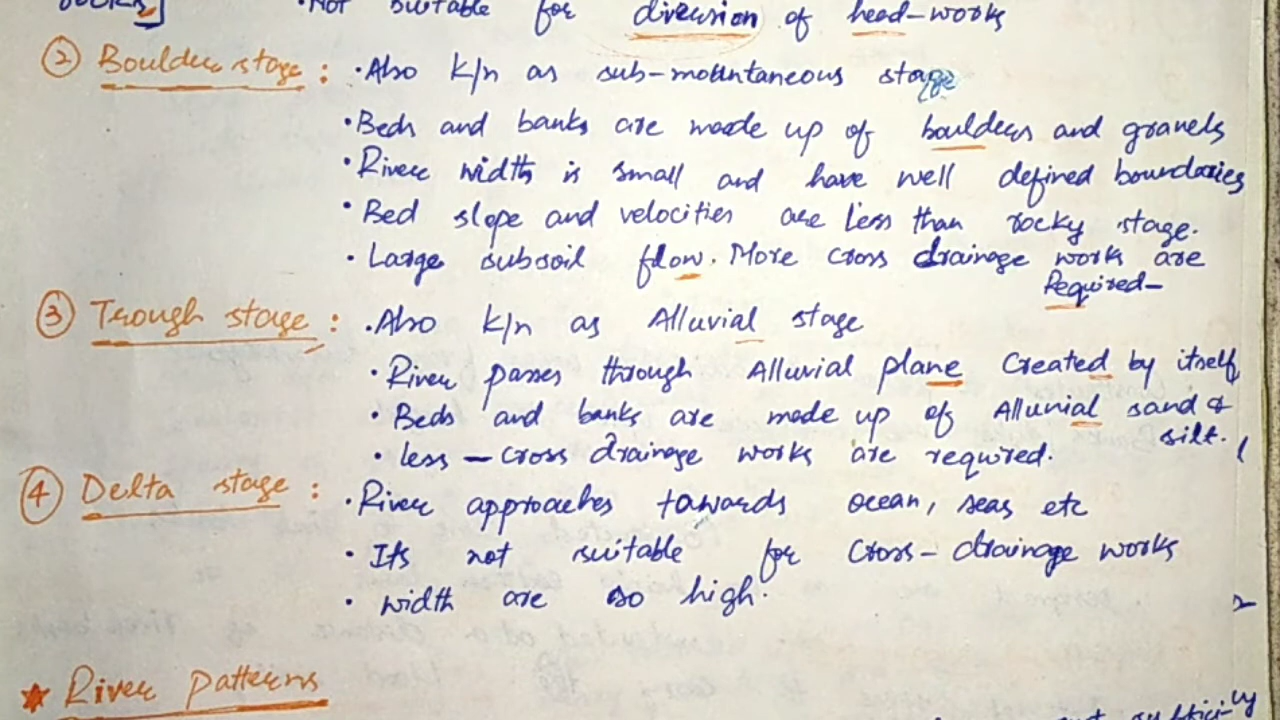 • Not suitable for diversion of head-works
② Boulder stage : • Also k/n as sub-mountaneous stage
• Beds and banks are made up of boulders and gravels
• River width is small and have well defined boundaries
• Bed slope and velocities are less than rocky stage.
• Large subsoil flow. More cross drainage works are
Required-
③ Trough stage : • Also k/n as Alluvial stage
• River passes through Alluvial plane Created by itself
• Beds and banks are made up of Alluvial sand &
silt.
• less - cross drainage works are required.
④ Delta stage : • River approaches towards ocean, seas etc
• Its not suitable for Cross-drainage works
• width are so high.
★ River patterns